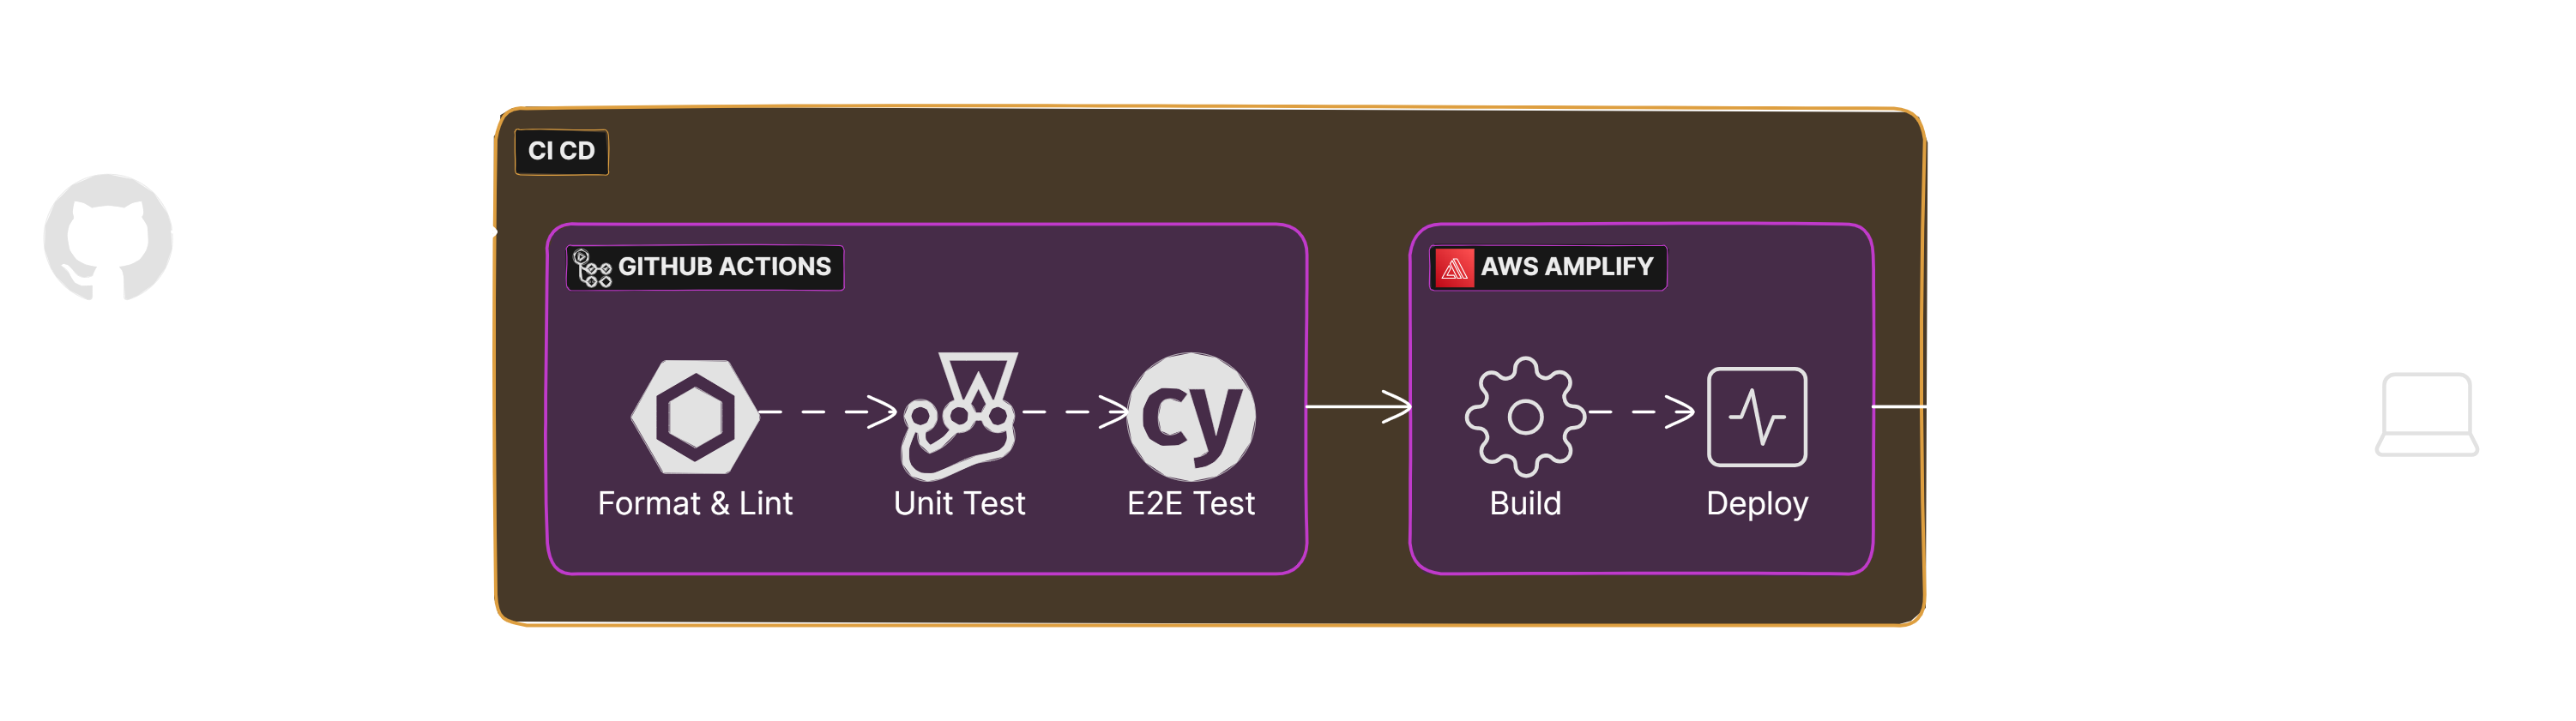 CI CD
GITHUB ACTIONS
AWS AMPLIFY
cy
Format & Lint
Unit Test
E2E Test
Build
Deploy